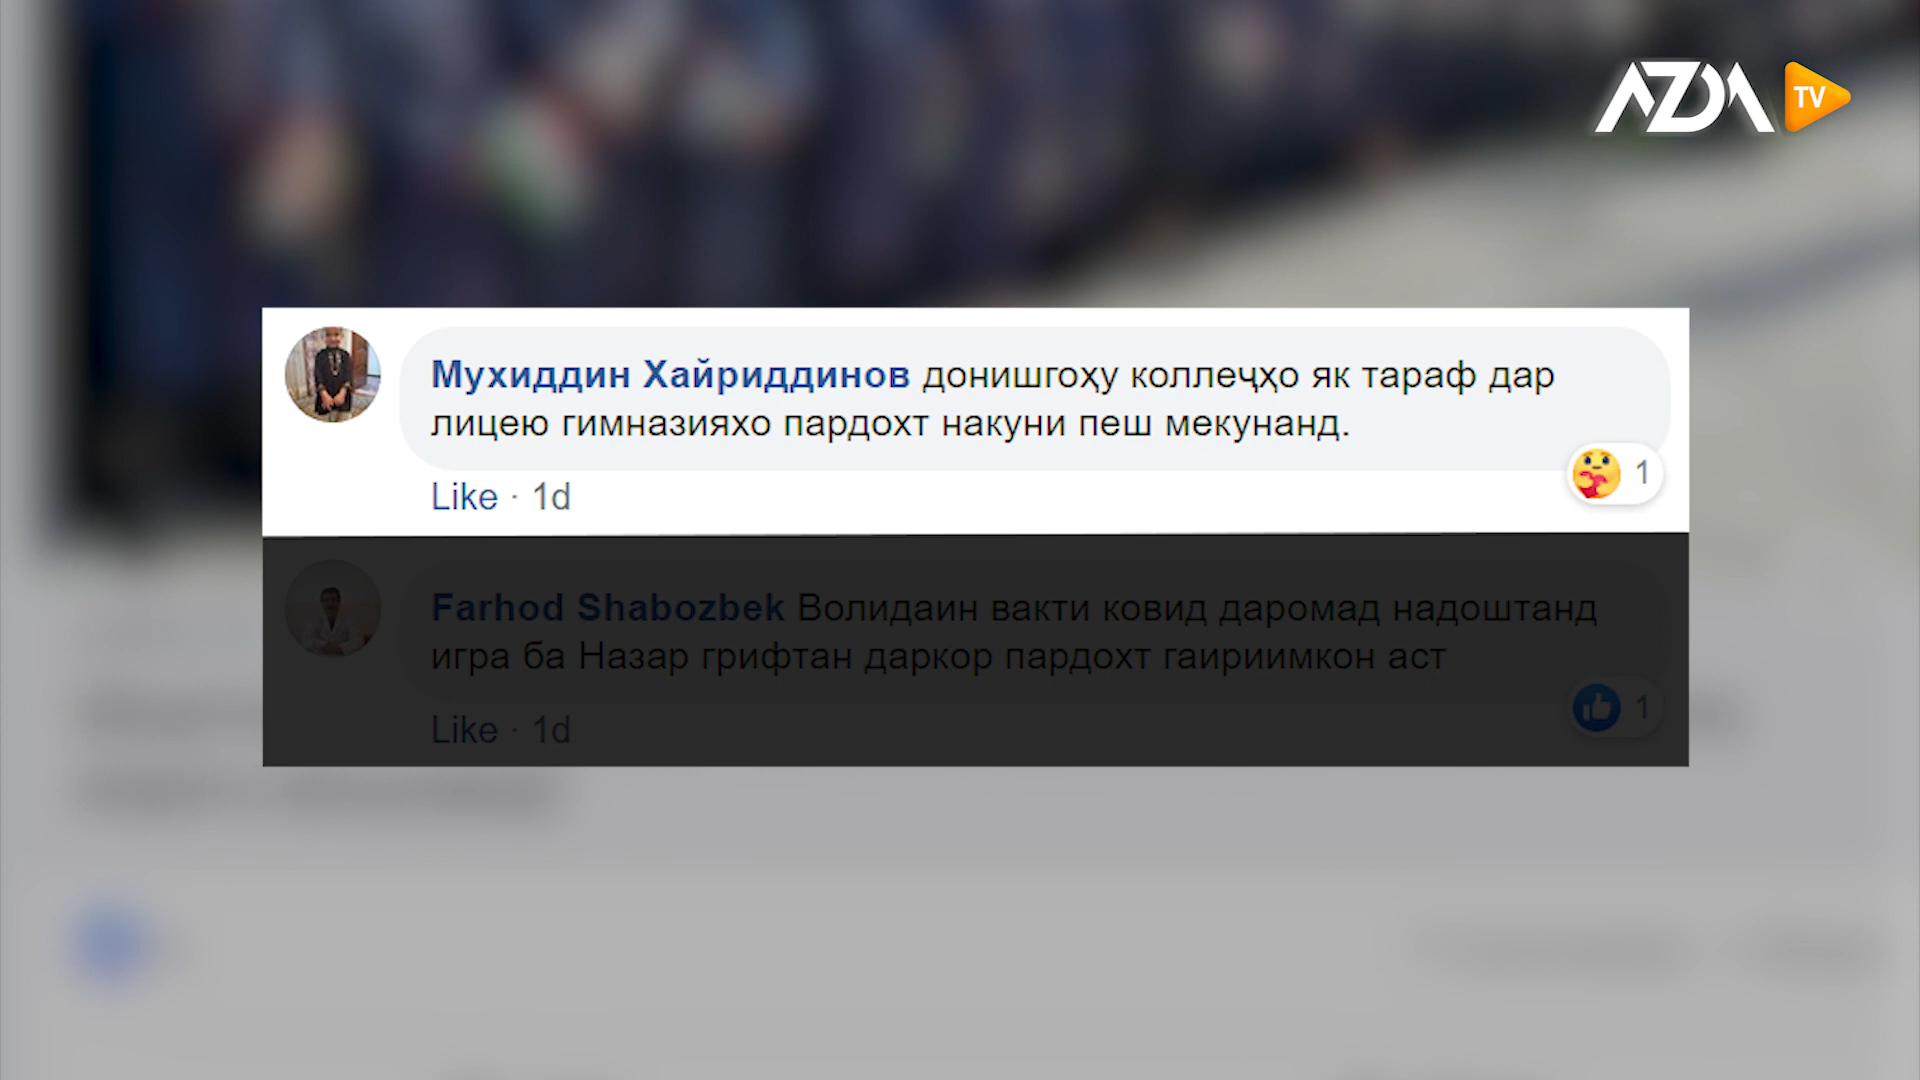 AZDA TV
Мухиддин Хайриддинов донишгоҳу коллеҷҳо як тараф дар
лицею гимназияхо пардохт накуни пеш мекунанд.
1
Like · 1d
Farhod Shabozbek Волидаин вакти ковид даромад надоштанд
игра ба Назар грифтан даркор пардохт гаириимкон аст
1
Like · 1d